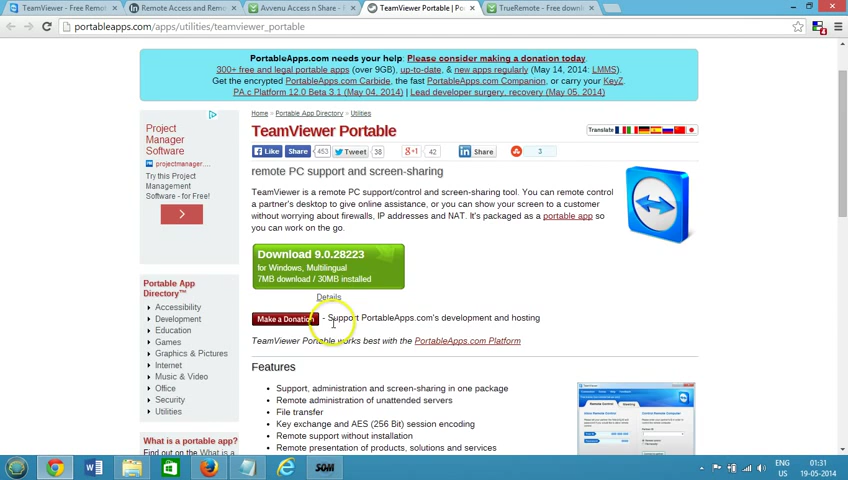 TeamViewer - Free Remot
Remote Access and Rem
Avvenu Access n Share -
TeamViewer Portable | Po
TrueRemote - Free downl
portableapps.com/apps/utilities/teamviewer_portable
PortableApps.com needs your help: Please consider making a donation today.
300+ free and legal portable apps (over 9GB), up-to-date, & new apps regularly (May 14, 2014: LMMS).
Get the encrypted PortableApps.com Carbide, the fast PortableApps.com Companion, or any Carry KeyZ.
PA.c Platform 12.0 Beta 3.1 (May 04, 2014) | Lead developer surgery, recovery (May 05, 2014)
Home » Portable App Directory » Utilities
TeamViewer Portable
Translate
Like
Share
453
Tweet
38
+1
42
Share
3
remote PC support and screen-sharing
TeamViewer is a remote PC support/control and screen-sharing tool. You can remote control
a partner's desktop to give online assistance, or you can show your screen to a customer
without worrying about firewalls, IP addresses and NAT. It's packaged as a portable app so
you can work on the go.
Download 9.0.28223
for Windows, Multilingual
7MB download / 30MB installed
Details
Make a Donation - Support PortableApps.com's development and hosting
TeamViewer Portable works best with the PortableApps.com Platform
Features
Support, administration and screen-sharing in one package
Remote administration of unattended servers
File transfer
Key exchange and AES (256 Bit) session encoding
Remote support without installation
Remote presentation of products, solutions and services
Project
Manager
Software
projectmanager....
Try this Project
Management
Software - for Free!
Portable App
Directory™
Accessibility
Development
Education
Games
Graphics & Pictures
Internet
Music & Video
Office
Security
Utilities
What is a portable app?
Find out the What is a
SOM
ENG
US
01:31
19-05-2014